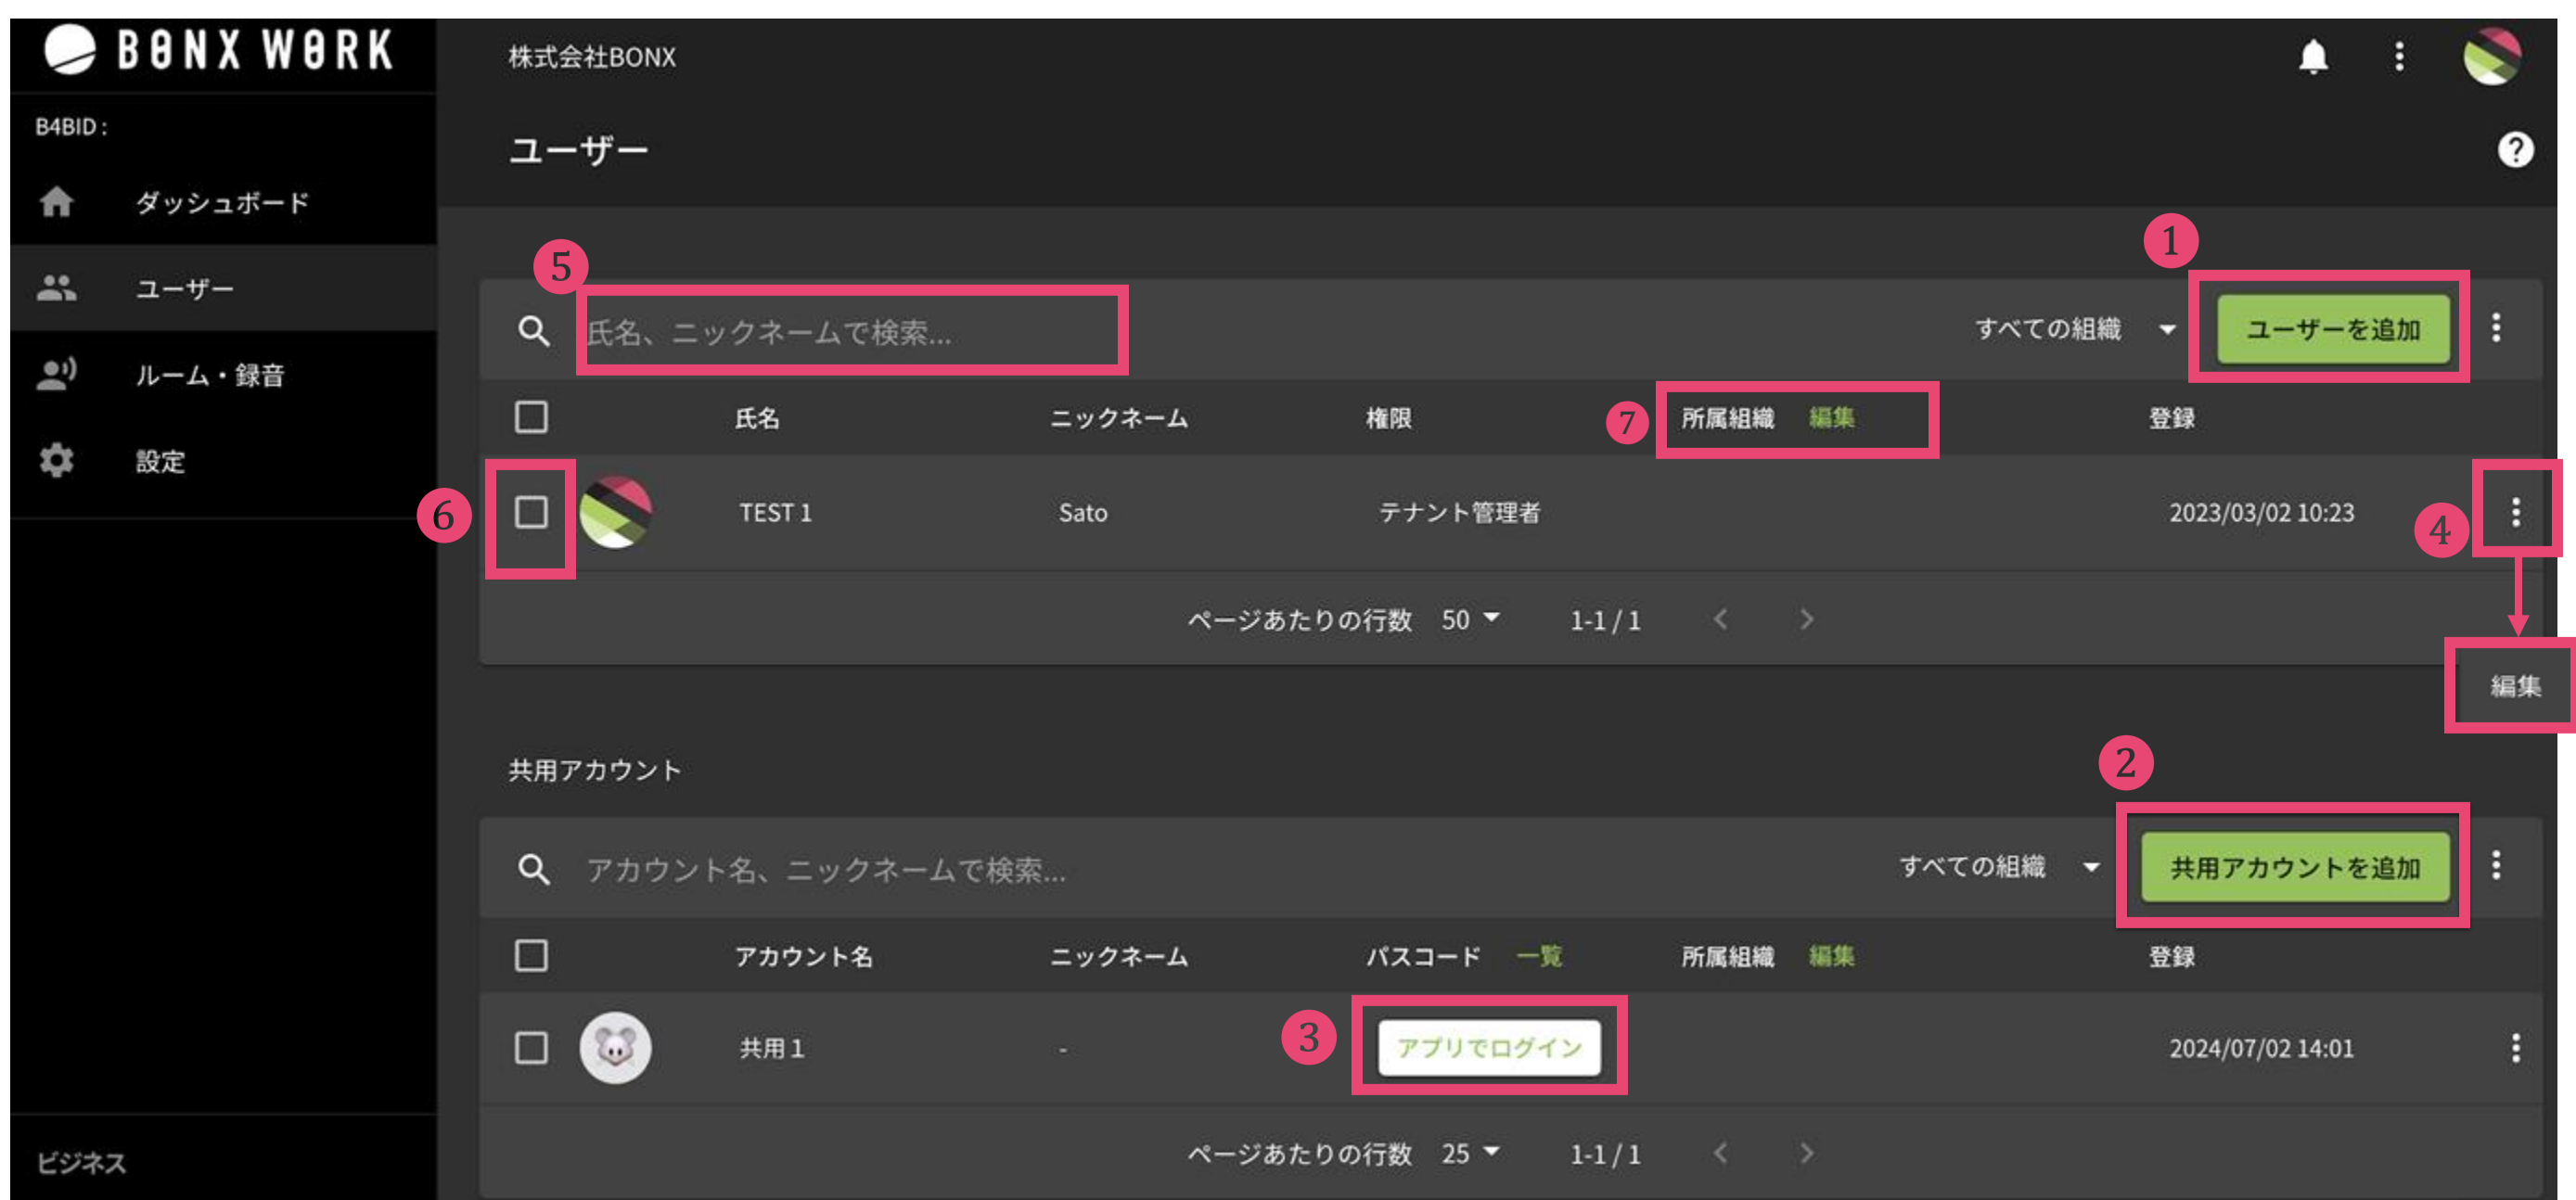 BONX WORK
株式会社BONX
B4BID :
ユーザー
?
ダッシュボード
ユーザー
ルーム・録音
設定
5
1
氏名、ニックネームで検索...
すべての組織
ユーザーを追加
氏名
ニックネーム
権限
7
所属組織 編集
登録
6
TEST 1
Sato
テナント管理者
2023/03/02 10:23
4
ページあたりの行数 50
1-1 / 1
< >
編集
共用アカウント
2
アカウント名、ニックネームで検索...
すべての組織
共用アカウントを追加
アカウント名
ニックネーム
パスコード 一覧
所属組織 編集
登録
共用１
-
3
アプリでログイン
2024/07/02 14:01
ページあたりの行数 25
1-1 / 1
< >
ビジネス